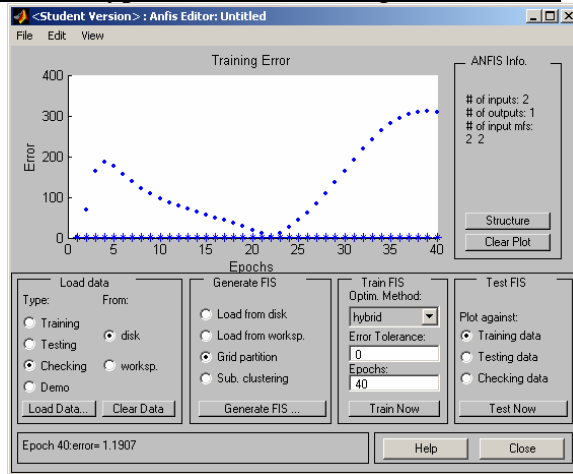 <Student Version> : Anfis Editor: Untitled
File Edit View
Training Error
400
300
200
100
0
Error
0 5 10 15 20 25 30 35 40
Epochs
ANFIS Info.
# of inputs: 2
# of outputs: 1
# of input mfs:
2 2
Structure
Clear Plot
Load data
Type: From:
Training
Testing
Checking
Demo
disk
worksp.
Load Data... Clear Data
Generate FIS
Load from disk
Load from worksp.
Grid partition
Sub. clustering
Generate FIS ...
Train FIS
Optim. Method:
hybrid
Error Tolerance:
0
Epochs:
40
Train Now
Test FIS
Plot against:
Training data
Testing data
Checking data
Test Now
Epoch 40:error= 1.1907
Help Close